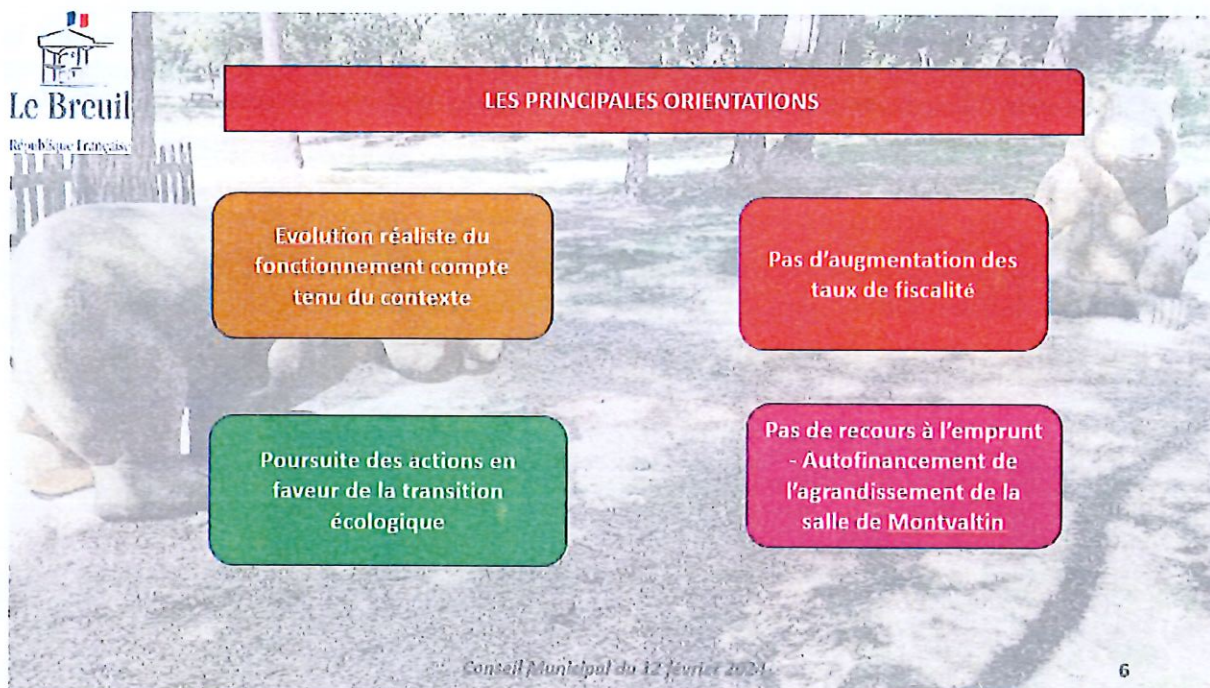 Le Breuil
République Française
LES PRINCIPALES ORIENTATIONS
Evolution réaliste du
fonctionnement compte
tenu du contexte
Pas d'augmentation des
taux de fiscalité
Poursuite des actions en
faveur de la transition
écologique
Pas de recours à l'emprunt
- Autofinancement de
l'agrandissement de la
salle de Montvaltin
Conseil Municipal du 12 février
6